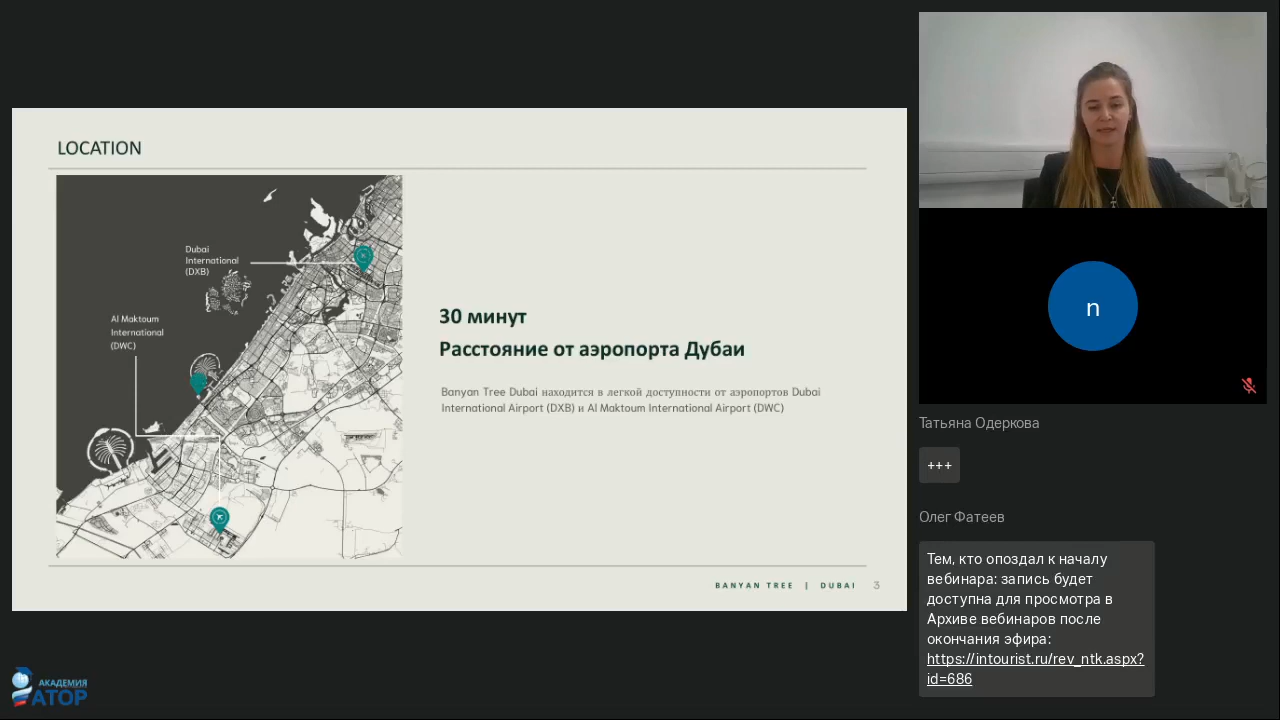 LOCATION
Dubai
International
(DXB)
Al Maktoum
International
(DWC)
30 минут
Расстояние от аэропорта Дубаи
Banyan Tree Dubai находится в легкой доступности от аэропортов Dubai
International Airport (DXB) и Al Maktoum International Airport (DWC)
BANYAN TREE | DUBAI 3
АКАДЕМИЯ
АТОР
n
Татьяна Одеркова
+++
Олег Фатеев
Тем, кто опоздал к началу
вебинара: запись будет
доступна для просмотра в
Архиве вебинаров после
окончания эфира:
https://intourist.ru/rev_ntk.aspx?
id=686